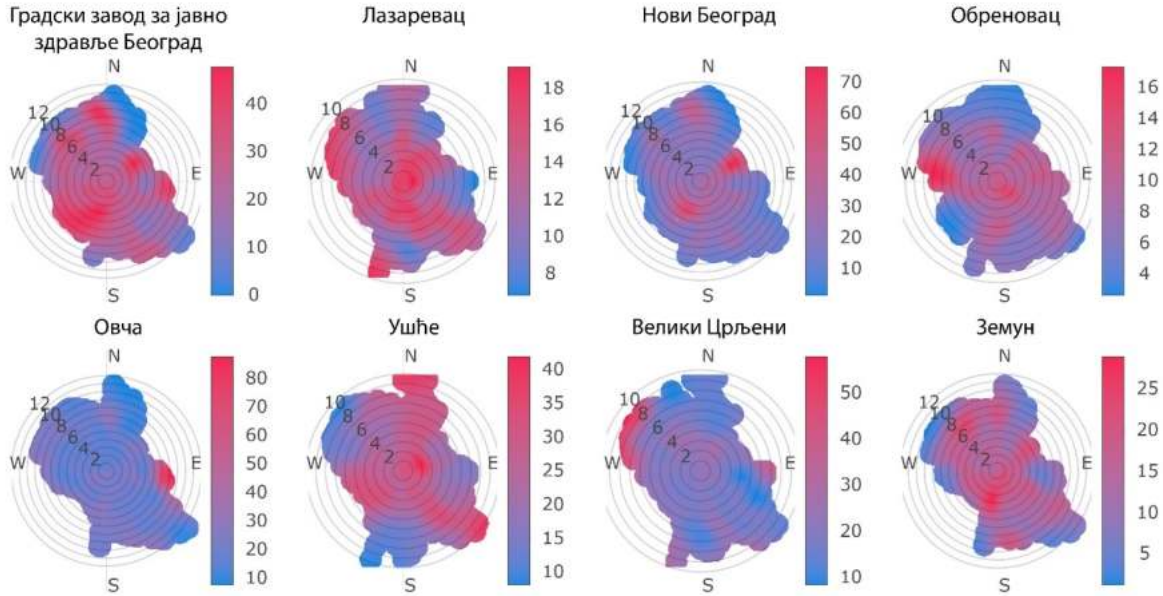 Градски завод за јавно
здравље Београд
N
W
E
S
12
10
8
6
4
2
40
30
20
10
0
Лазаревац
N
W
E
S
10
8
6
4
2
18
16
14
12
10
8
Нови Београд
N
W
E
S
12
10
8
6
4
2
70
60
50
40
30
20
10
Обреновац
N
W
E
S
10
8
6
4
2
16
14
12
10
8
6
4
Овча
N
W
E
S
12
10
8
6
4
2
80
70
60
50
40
30
20
10
Ушће
N
W
E
S
10
8
6
4
2
40
35
30
25
20
15
10
Велики Црљени
N
W
E
S
10
8
6
4
2
50
40
30
20
10
Земун
N
W
E
S
12
10
8
6
4
2
25
20
15
10
5